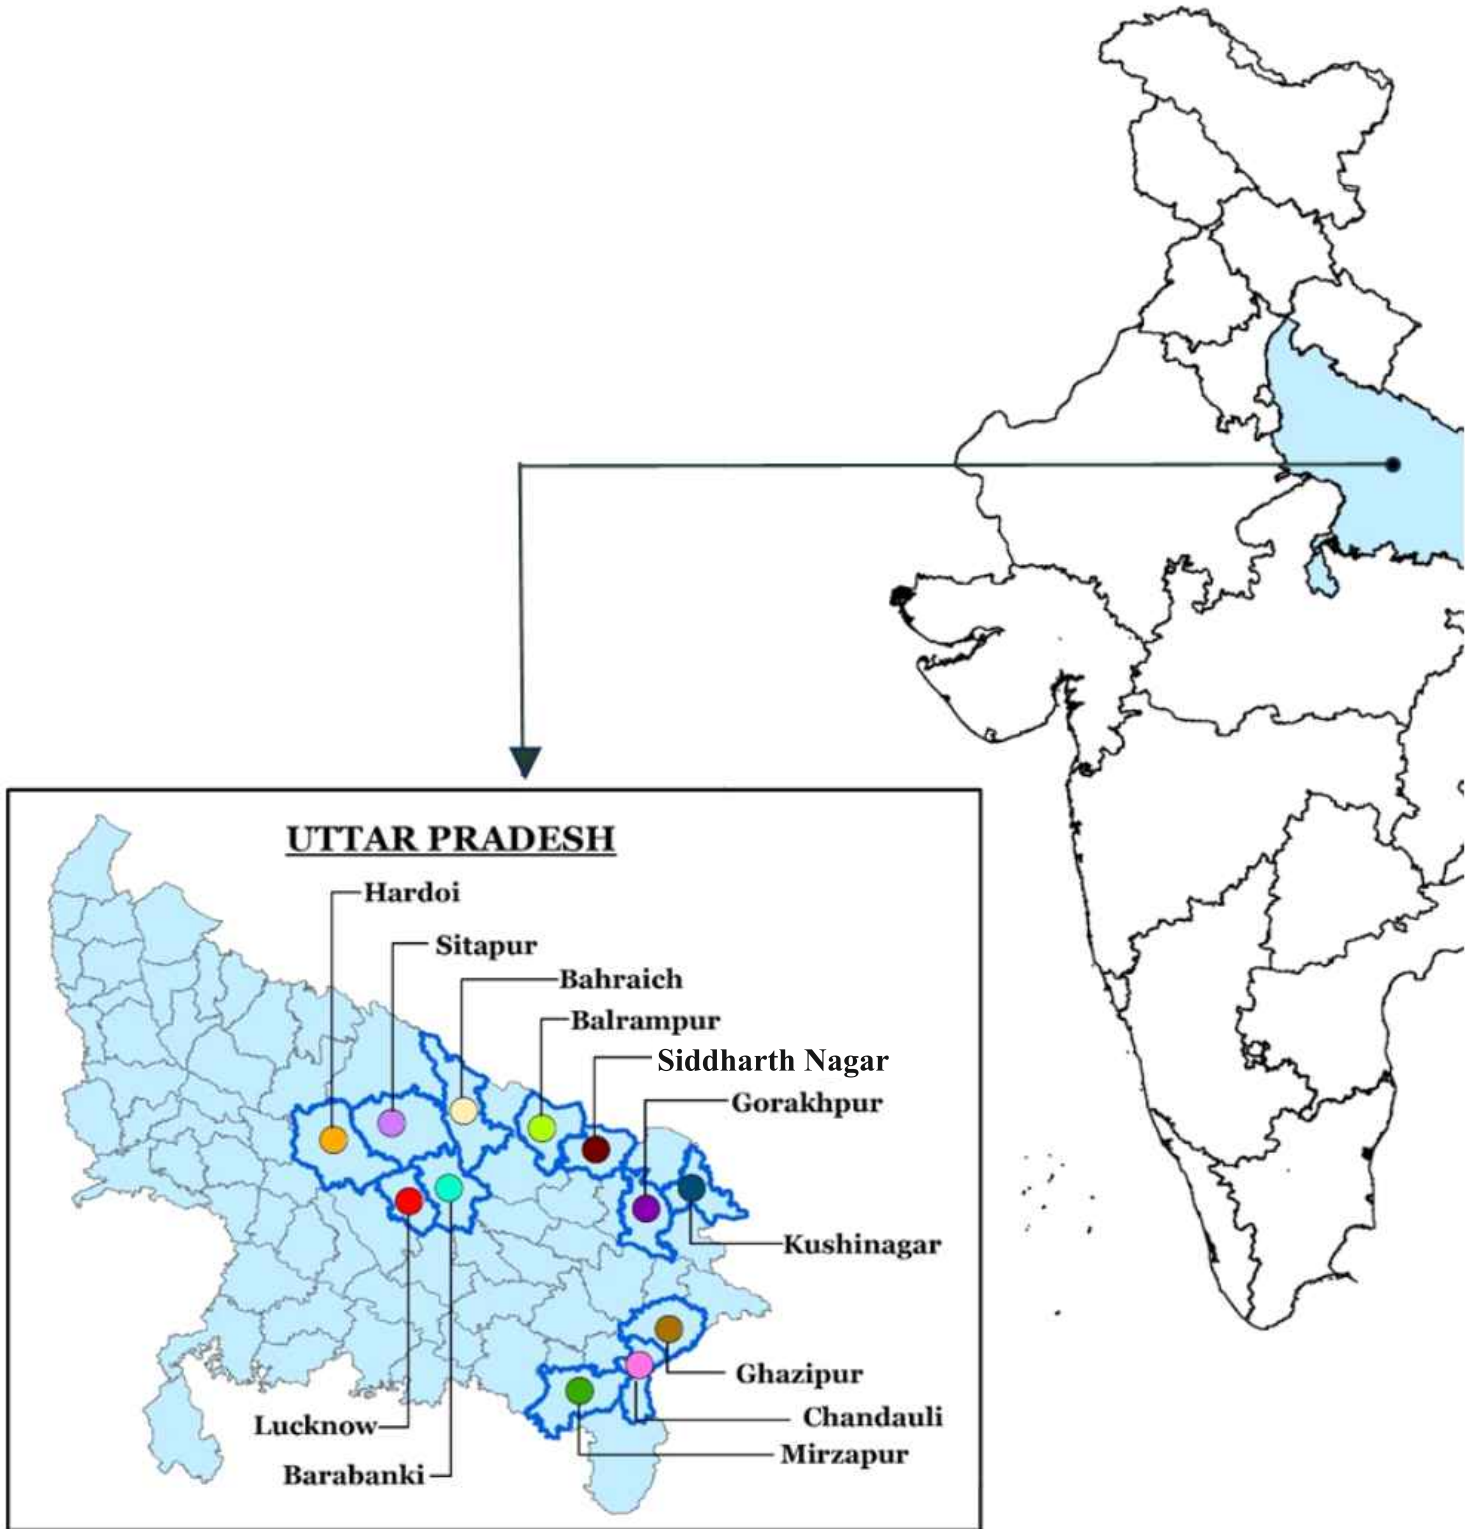 UTTAR PRADESH
Hardoi
Sitapur
Bahraich
Balrampur
Siddharth Nagar
Gorakhpur
Kushinagar
Ghazipur
Chandauli
Lucknow
Mirzapur
Barabanki